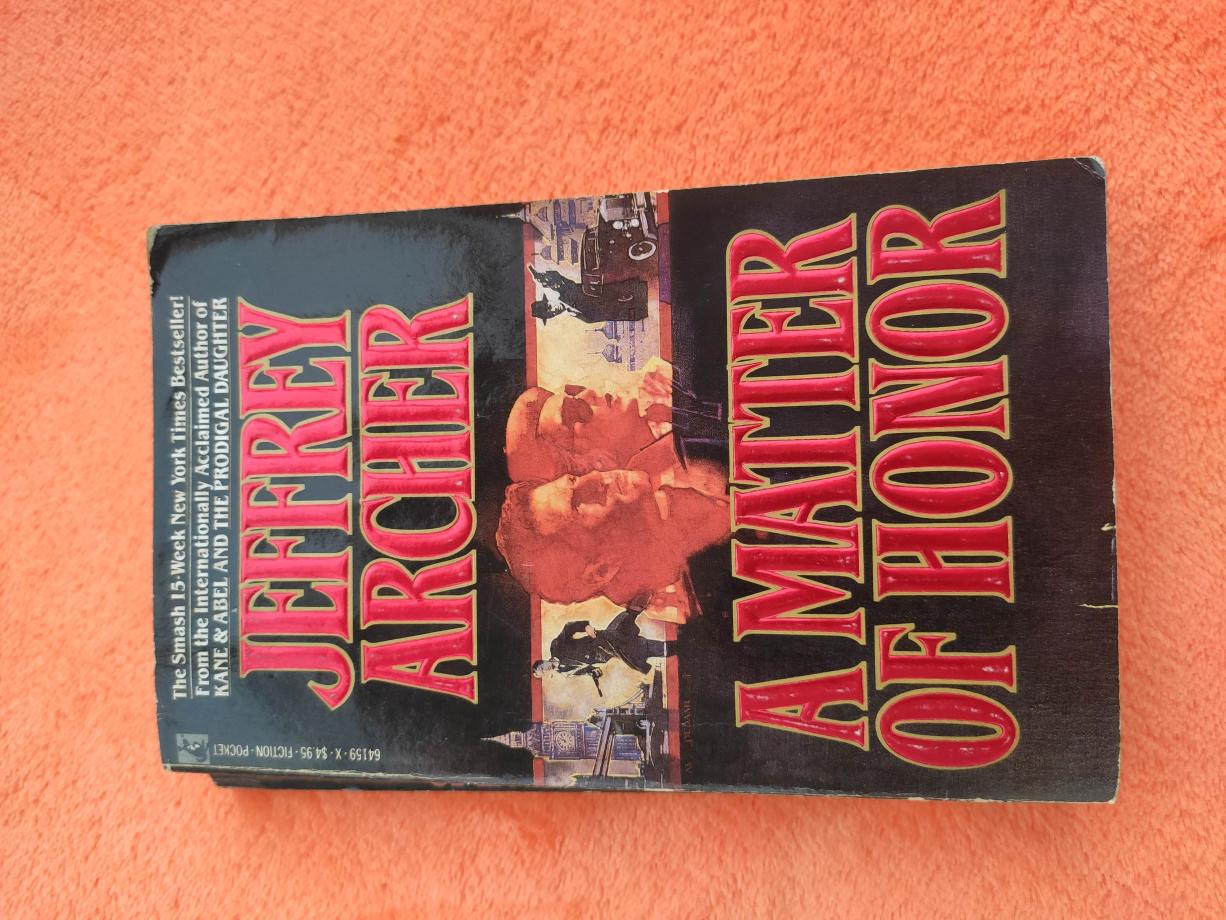 The Smash 15-Week New York Times Bestseller!
From the Internationally Acclaimed Author of
KANE & ABEL AND THE PRODIGAL DAUGHTER
JEFFREY
ARCHER
64159·X·$4.95·FICTION·POCKET
A MATTER
OF HONOR